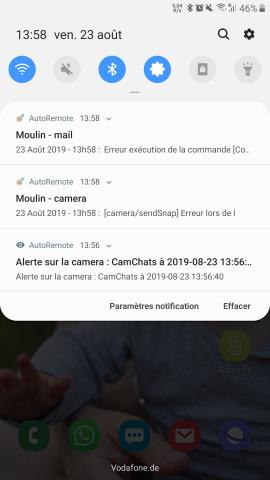 46%
13:58 ven. 23 août
AutoRemote 13:58
Moulin - mail
23 Août 2019 - 13h58 : Erreur exécution de la commande [Co..
AutoRemote 13:58
Moulin - camera
23 Août 2019 - 13h58 : [camera/sendSnap] Erreur lors de l
AutoRemote 13:56
Alerte sur la camera : CamChats à 2019-08-23 13:56:..
Alerte sur la camera : CamChats à 2019-08-23 13:56:40
Paramètres notification Effacer
Security
Vodafone.de